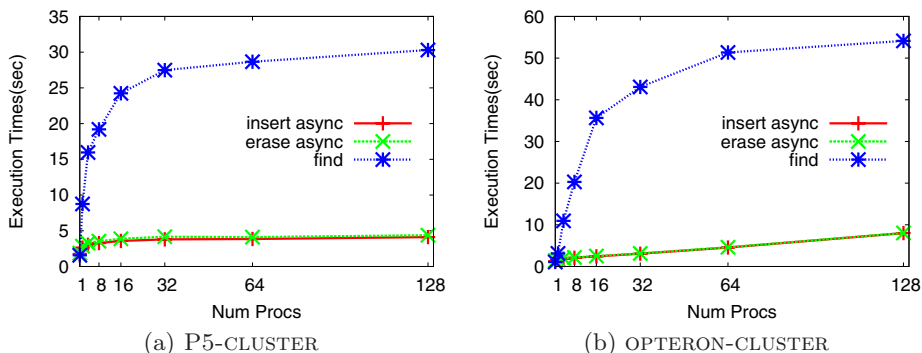 35
30
25
20
15
10
5
0
Execution Times(sec)
insert async
erase async
find
1 8 16 32 64 128
Num Procs
(a) P5-CLUSTER
60
50
40
30
20
10
0
Execution Times(sec)
insert async
erase async
find
1 8 16 32 64 128
Num Procs
(b) OPTERON-CLUSTER